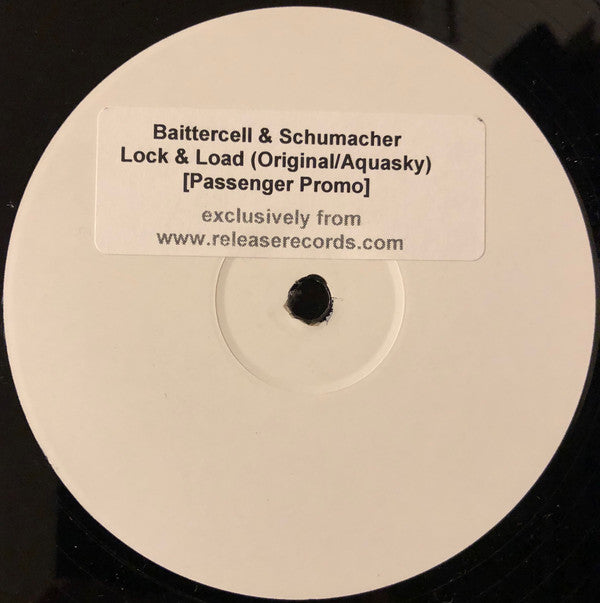 Baittercell & Schumacher
Lock & Load (Original/Aquasky)
[Passenger Promo]
exclusively from
www.releaserecords.com